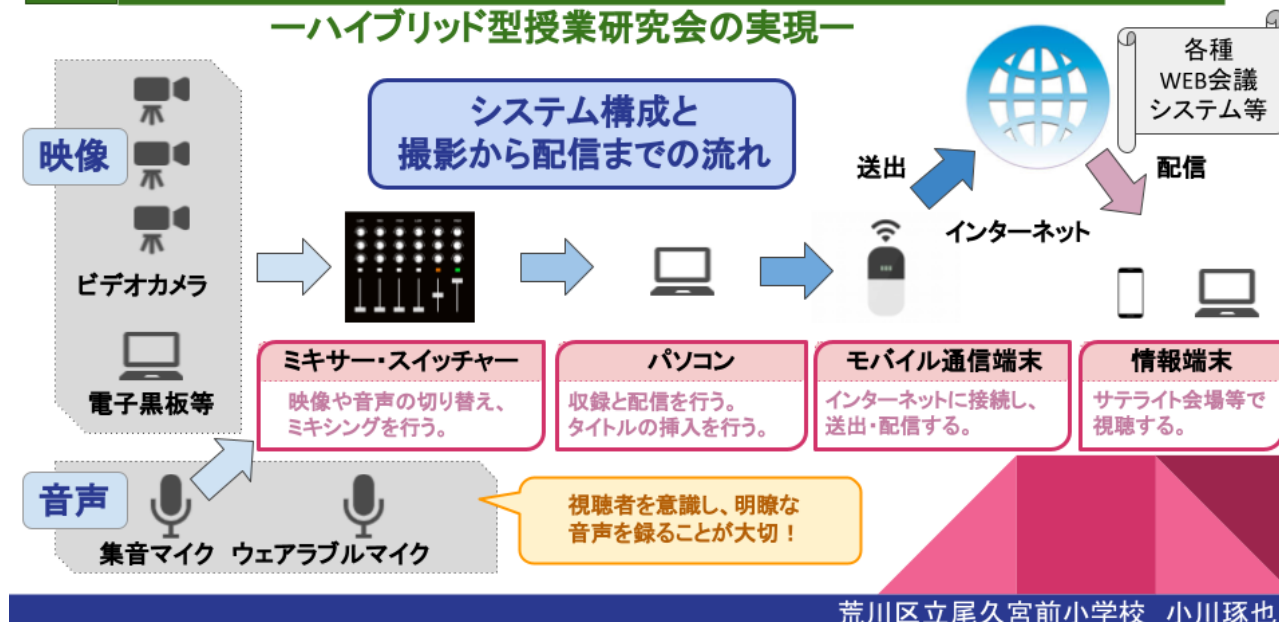 ーハイブリッド型授業研究会の実現ー
各種
WEB会議
システム等
システム構成と
撮影から配信までの流れ
映像
ビデオカメラ
電子黒板等
送出
配信
インターネット
ミキサー・スイッチャー
映像や音声の切り替え、
ミキシングを行う。
パソコン
収録と配信を行う。
タイトルの挿入を行う。
モバイル通信端末
インターネットに接続し、
送出・配信する。
情報端末
サテライト会場等で
視聴する。
音声
集音マイク ウェアラブルマイク
視聴者を意識し、明瞭な
音声を録ることが大切！
荒川区立尾久宮前小学校 小川琢也